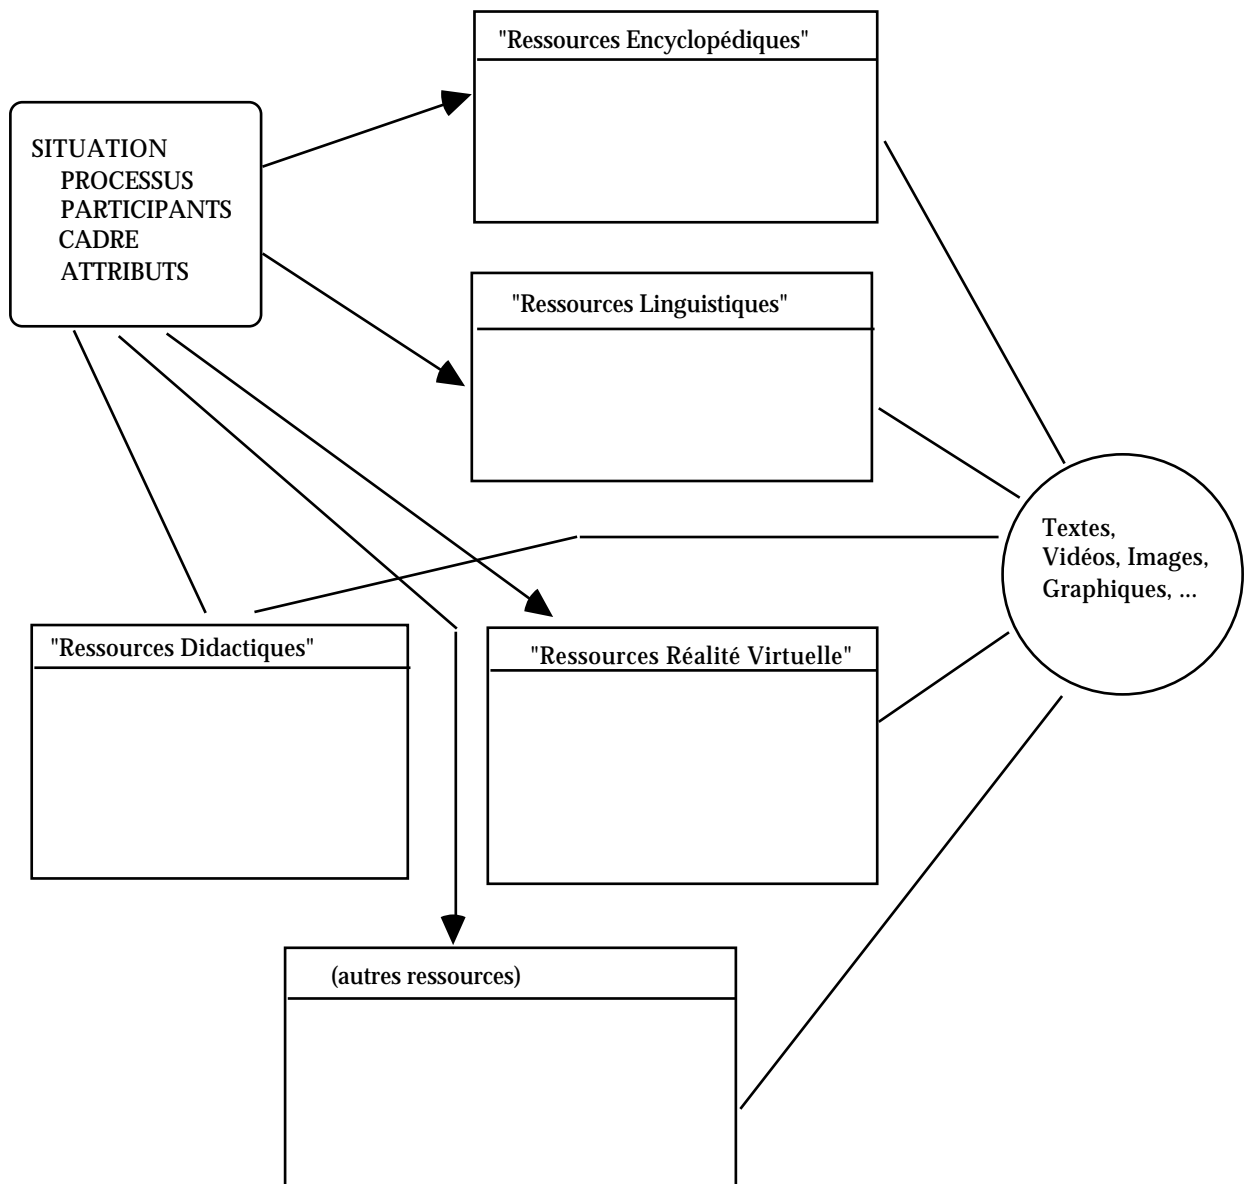 "Ressources Encyclopédiques"
SITUATION
PROCESSUS
PARTICIPANTS
CADRE
ATTRIBUTS
"Ressources Linguistiques"
Textes,
Vidéos, Images,
Graphiques, ...
"Ressources Didactiques"
"Ressources Réalité Virtuelle"
(autres ressources)